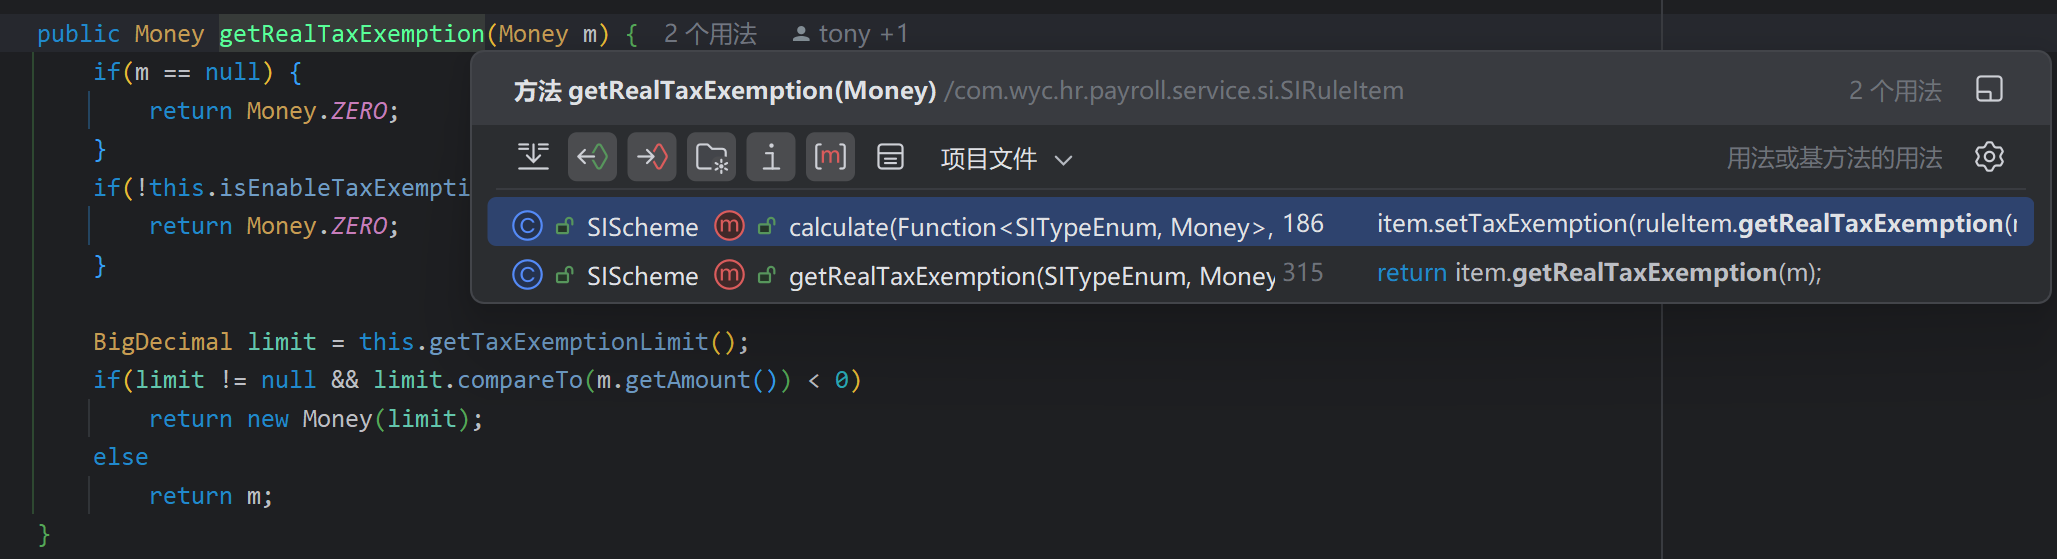 public Money getRealTaxExemption(Money m) { 2 个用法 tony +1
if(m == null) {
return Money.ZERO;
}
if(!this.isEnableTaxExempti
return Money.ZERO;
}
BigDecimal limit = this.getTaxExemptionLimit();
if(limit != null && limit.compareTo(m.getAmount()) < 0)
return new Money(limit);
else
return m;
}
方法 getRealTaxExemption(Money) /com.wyc.hr.payroll.service.si.SIRuleItem 2 个用法
项目文件 用法或基方法的用法
C SIScheme m calculate(Function<SITypeEnum, Money>, 186 item.setTaxExemption(ruleItem.getRealTaxExemption(r
C SIScheme m getRealTaxExemption(SITypeEnum, Money 315 return item.getRealTaxExemption(m);